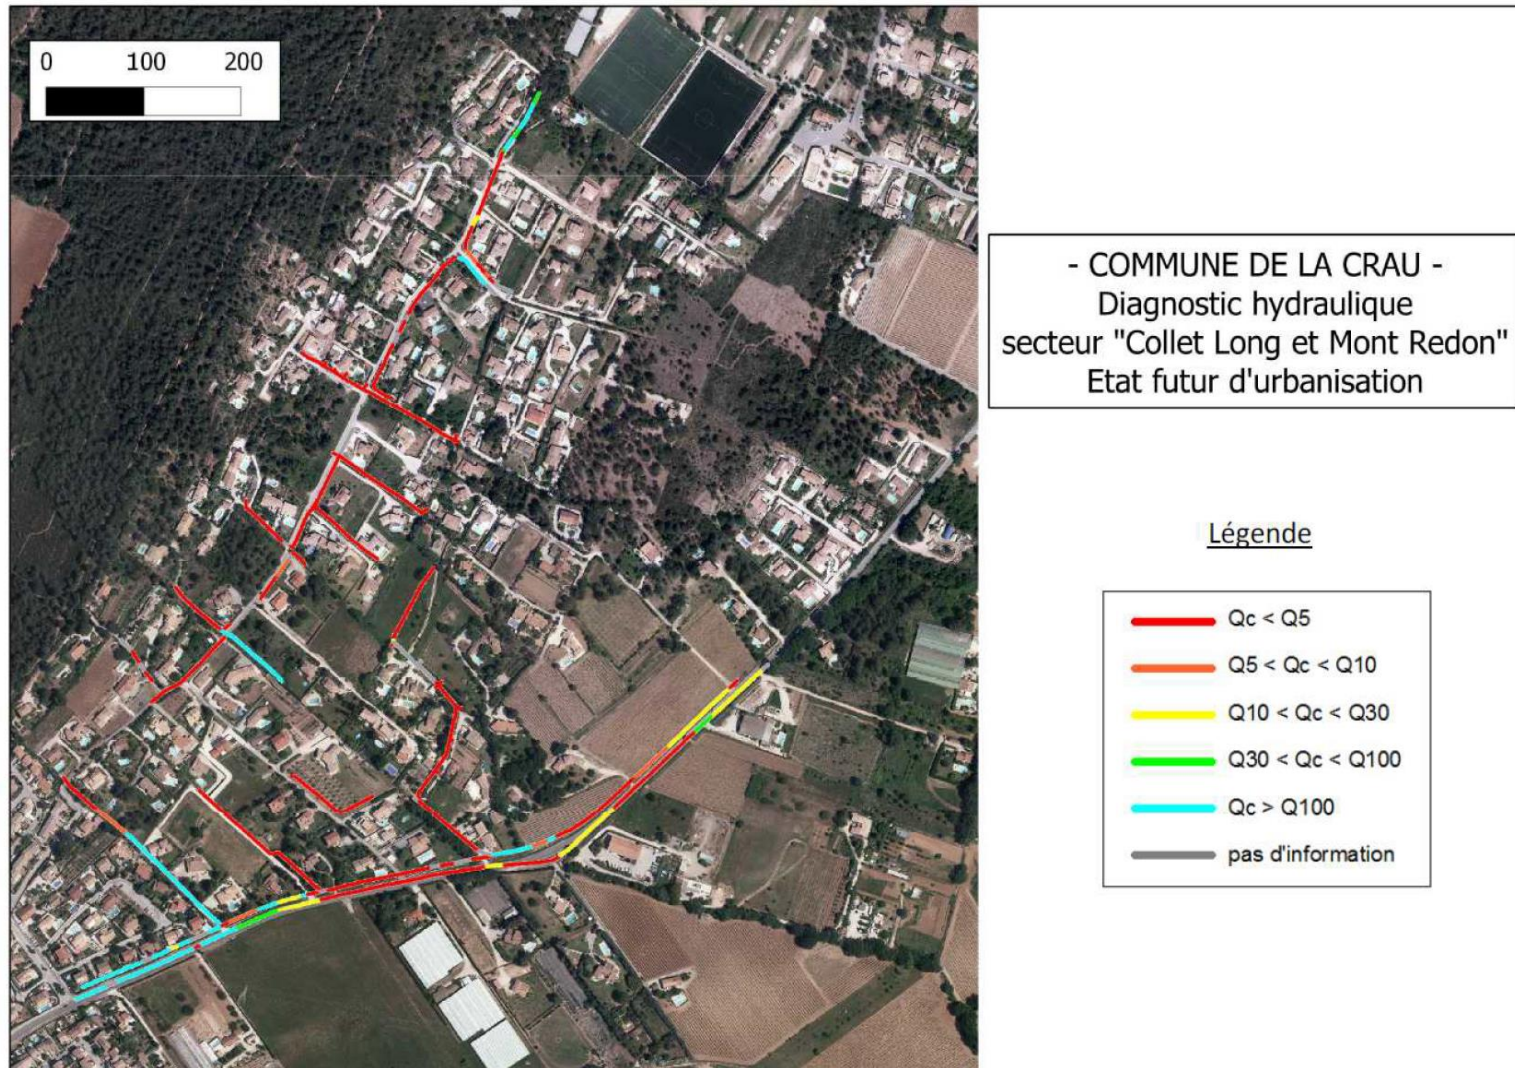 0 100 200
- COMMUNE DE LA CRAU -
Diagnostic hydraulique
secteur "Collet Long et Mont Redon"
Etat futur d'urbanisation
Légende
Qc < Q5
Q5 < Qc < Q10
Q10 < Qc < Q30
Q30 < Qc < Q100
Qc > Q100
pas d'information